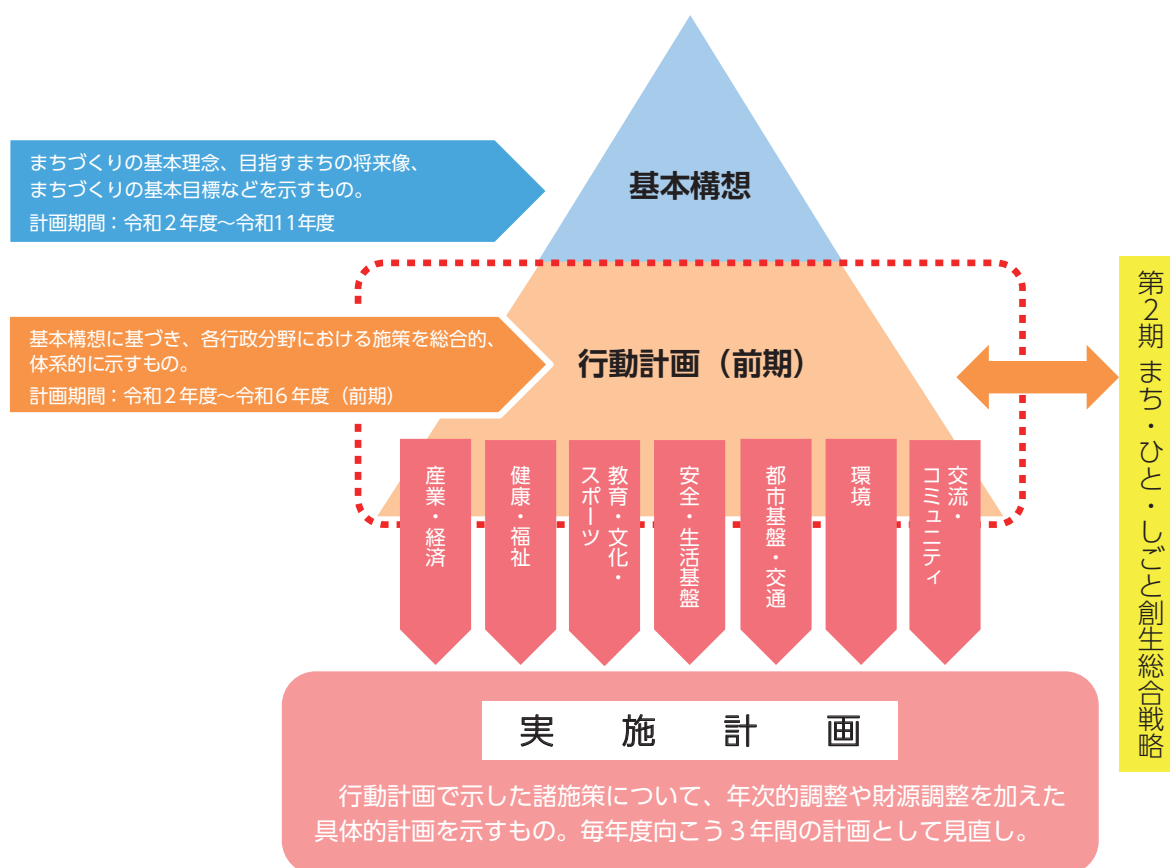 基本構想
まちづくりの基本理念、目指すまちの将来像、
まちづくりの基本目標などを示すもの。
計画期間：令和２年度～令和11年度
行動計画（前期）
基本構想に基づき、各行政分野における施策を総合的、
体系的に示すもの。
計画期間：令和２年度～令和６年度（前期）
第２期 まち・ひと・しごと創生総合戦略
産業・経済
健康・福祉
教育・文化・
スポーツ
安全・生活基盤
都市基盤・交通
環境
交流・
コミュニティ
実施計画
行動計画で示した諸施策について、年次的調整や財源調整を加えた
具体的計画を示すもの。毎年度向こう３年間の計画として見直し。